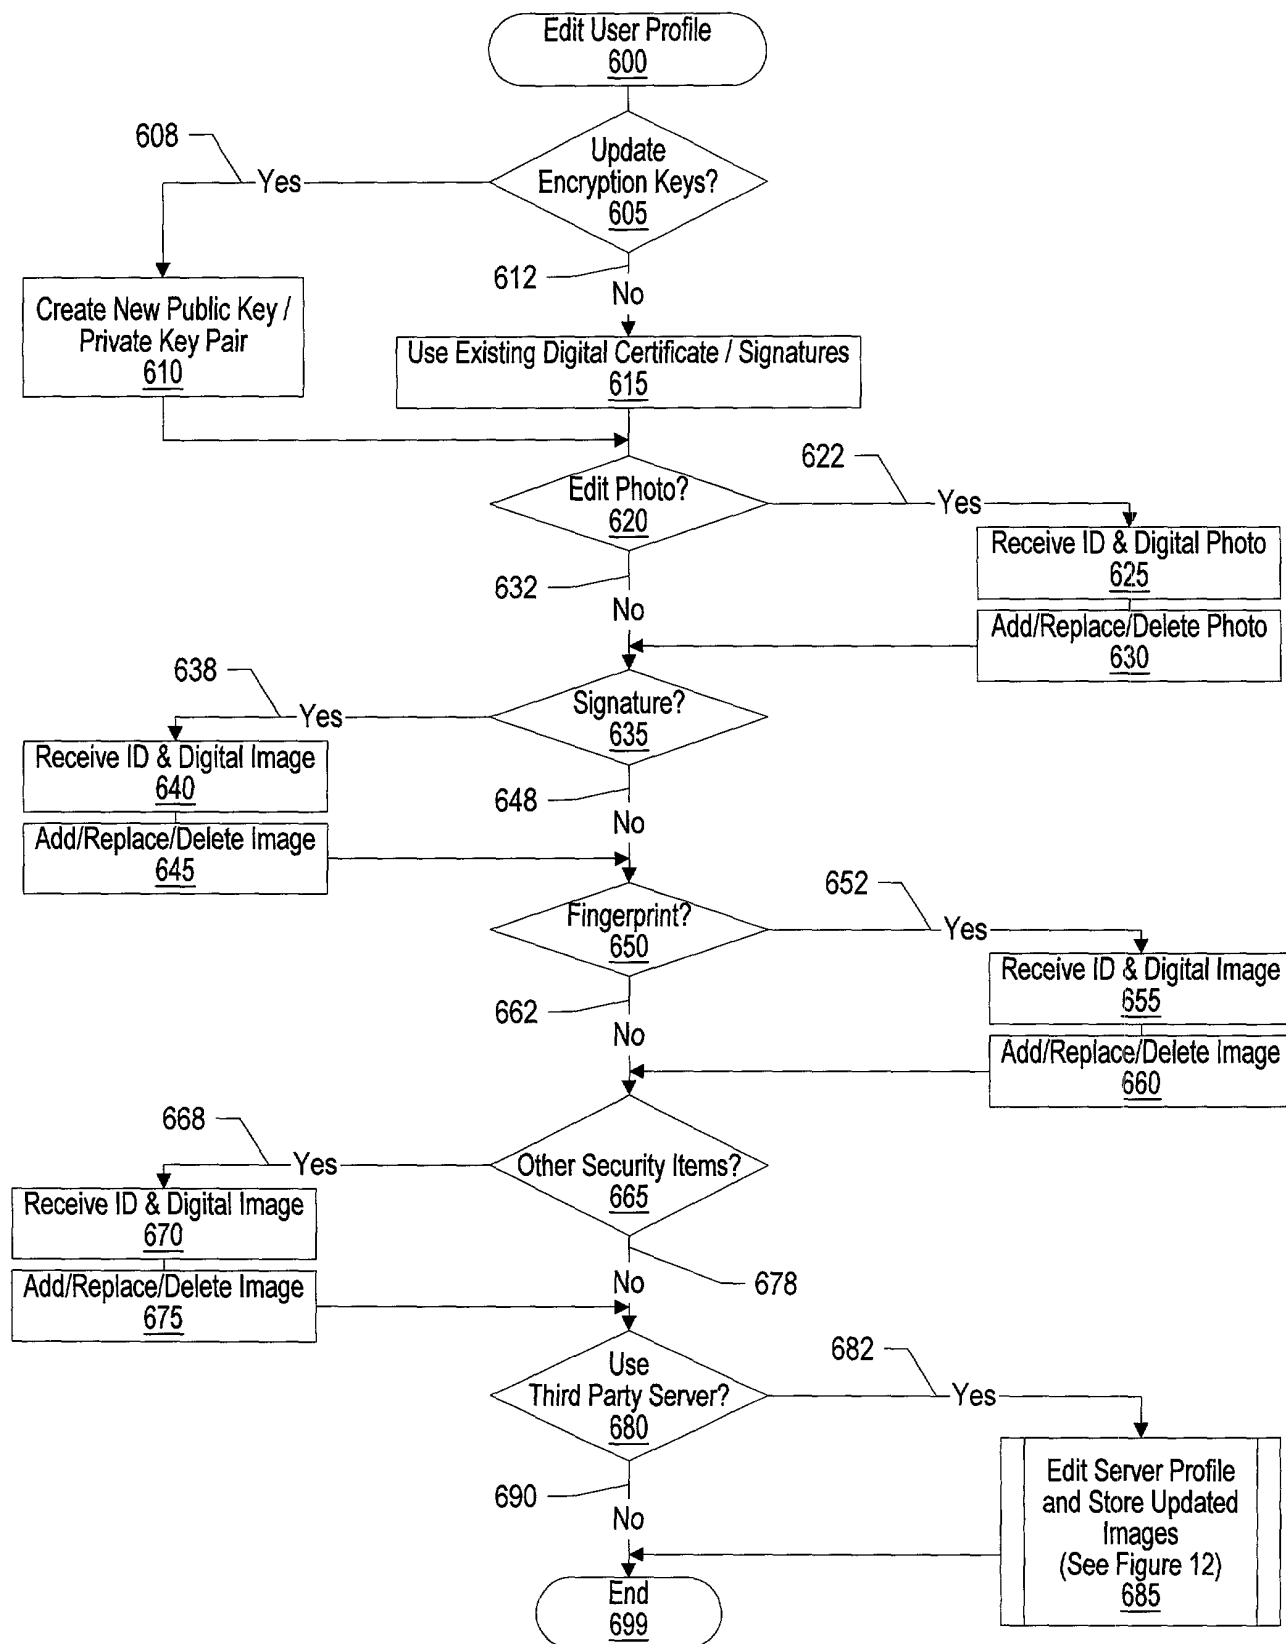 Edit User Profile
600
608
Yes
Update
Encryption Keys?
605
612
No
Create New Public Key /
Private Key Pair
610
Use Existing Digital Certificate / Signatures
615
622
Edit Photo?
620
Yes
Receive ID & Digital Photo
625
632
No
Add/Replace/Delete Photo
630
638
Yes
Signature?
635
Receive ID & Digital Image
640
648
No
Add/Replace/Delete Image
645
652
Fingerprint?
650
Yes
Receive ID & Digital Image
655
662
No
Add/Replace/Delete Image
660
668
Yes
Other Security Items?
665
Receive ID & Digital Image
670
678
No
Add/Replace/Delete Image
675
682
Use
Third Party Server?
680
Yes
690
No
Edit Server Profile
and Store Updated
Images
(See Figure 12)
685
End
699